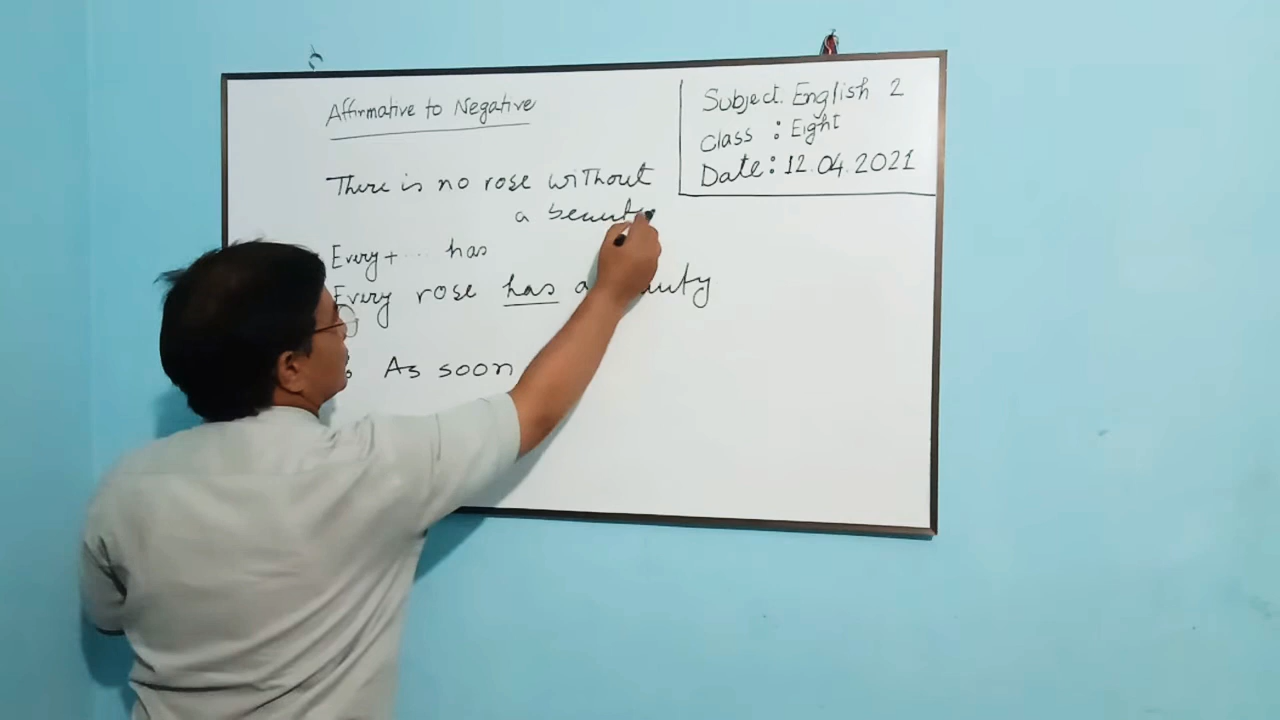 Affirmative to Negative
Subject. English 2
Class : Eight
Date: 12.04.2021
There is no rose without
a beauty
Every + .... has
Every rose has a
As soon